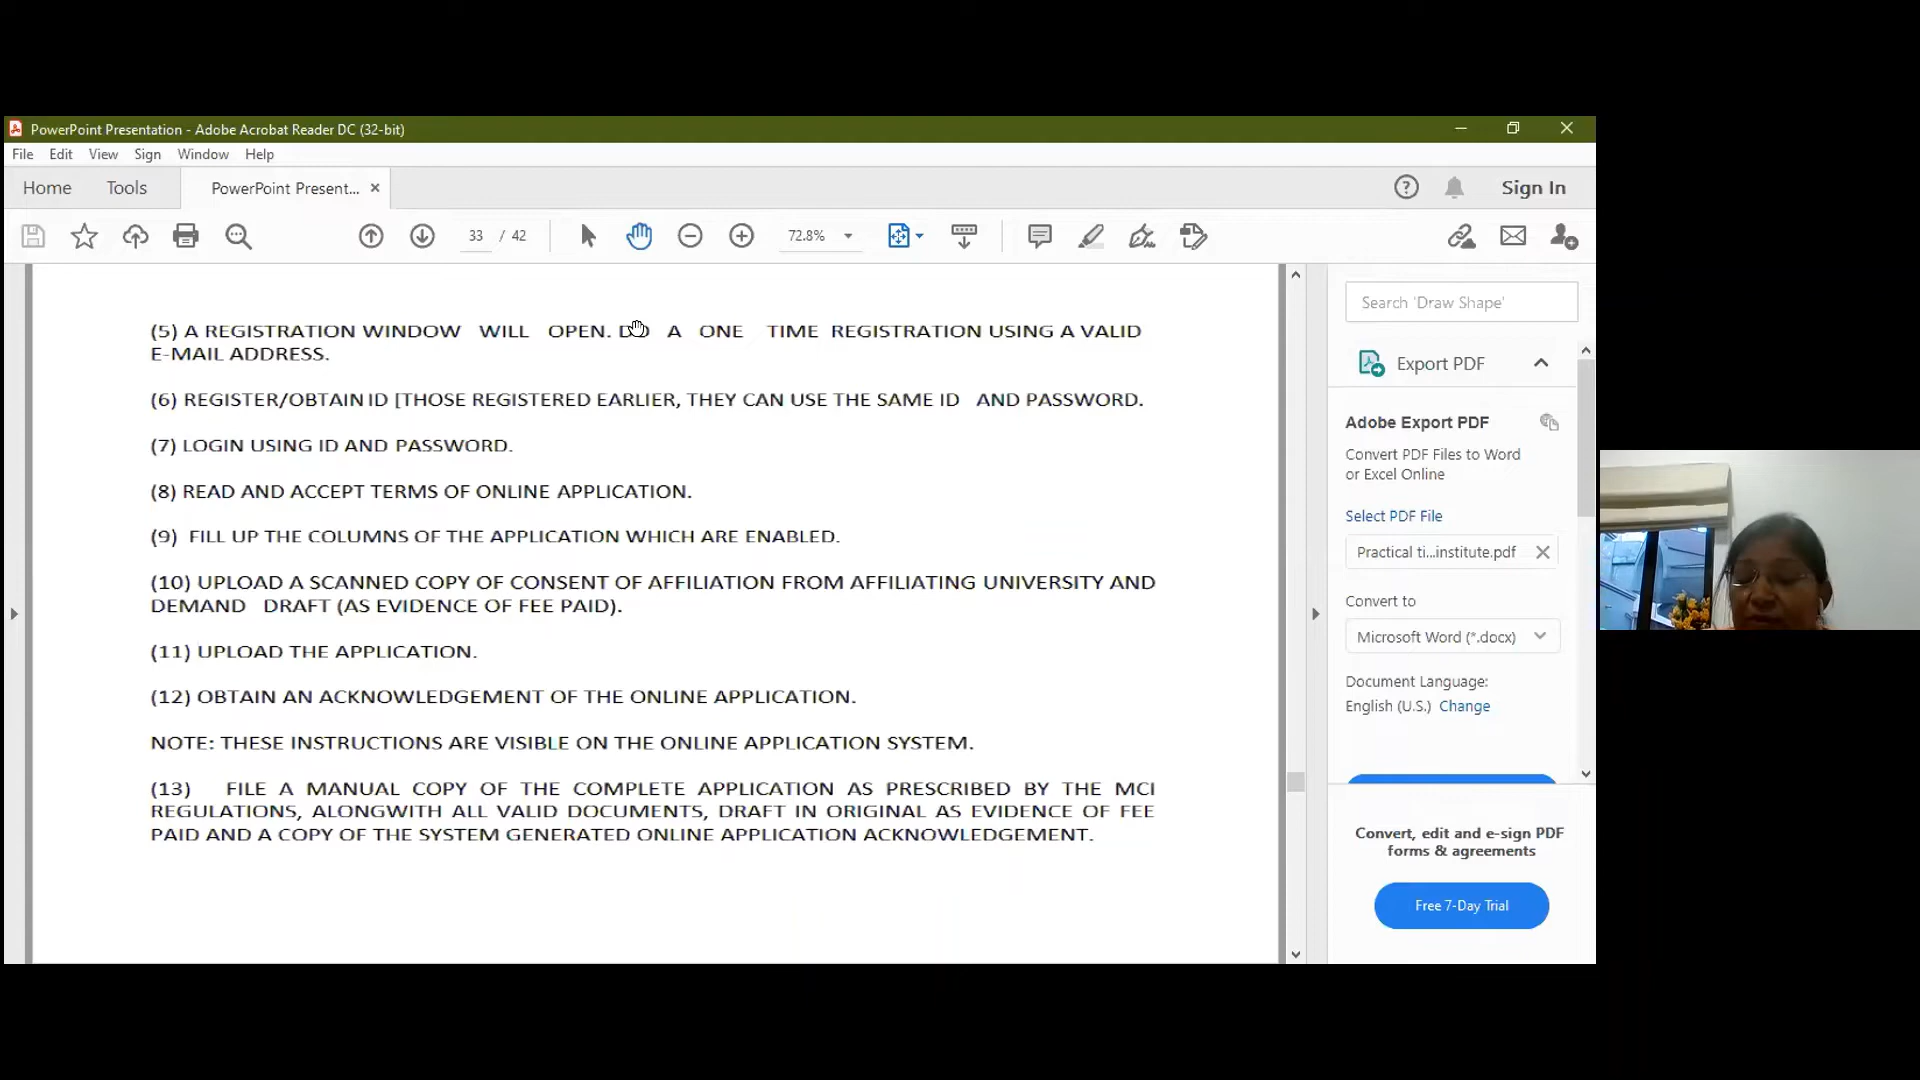 PowerPoint Presentation - Adobe Acrobat Reader DC (32-bit)
File Edit View Sign Window Help
Home Tools PowerPoint Present... Sign In
33 / 42 72.8%
(5) A REGISTRATION WINDOW WILL OPEN. DO A ONE TIME REGISTRATION USING A VALID
E-MAIL ADDRESS.
(6) REGISTER/OBTAIN ID [THOSE REGISTERED EARLIER, THEY CAN USE THE SAME ID AND PASSWORD.
(7) LOGIN USING ID AND PASSWORD.
(8) READ AND ACCEPT TERMS OF ONLINE APPLICATION.
(9) FILL UP THE COLUMNS OF THE APPLICATION WHICH ARE ENABLED.
(10) UPLOAD A SCANNED COPY OF CONSENT OF AFFILIATION FROM AFFILIATING UNIVERSITY AND
DEMAND DRAFT (AS EVIDENCE OF FEE PAID).
(11) UPLOAD THE APPLICATION.
(12) OBTAIN AN ACKNOWLEDGEMENT OF THE ONLINE APPLICATION.
NOTE: THESE INSTRUCTIONS ARE VISIBLE ON THE ONLINE APPLICATION SYSTEM.
(13) FILE A MANUAL COPY OF THE COMPLETE APPLICATION AS PRESCRIBED BY THE MCI
REGULATIONS, ALONGWITH ALL VALID DOCUMENTS, DRAFT IN ORIGINAL AS EVIDENCE OF FEE
PAID AND A COPY OF THE SYSTEM GENERATED ONLINE APPLICATION ACKNOWLEDGEMENT.
Search 'Draw Shape'
Export PDF
Adobe Export PDF
Convert PDF Files to Word
or Excel Online
Select PDF File
Practical ti...institute.pdf
Convert to
Microsoft Word (*.docx)
Document Language:
English (U.S.) Change
Convert, edit and e-sign PDF
forms & agreements
Free 7-Day Trial